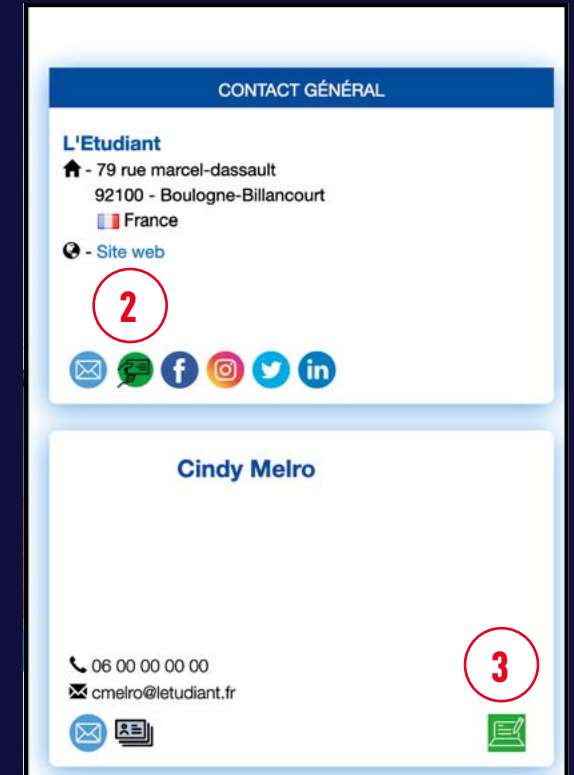 CONTACT GÉNÉRAL
L'Etudiant
- 79 rue marcel-dassault
92100 - Boulogne-Billancourt
France
- Site web
2
Cindy Melro
06 00 00 00 00
cmelro@letudiant.fr
3